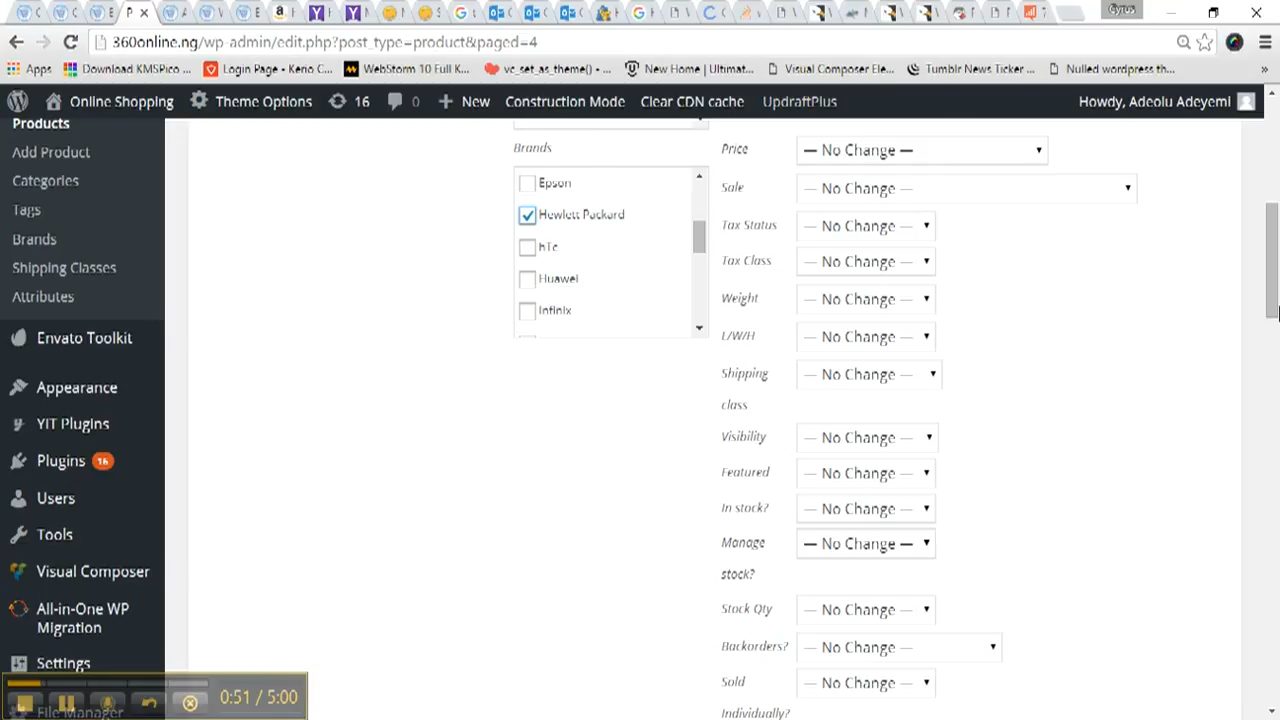 Cyrus
360online.ng/wp-admin/edit.php?post_type=product&paged=4
Apps
Download KMSPico ...
Login Page - Kerio C...
WebStorm 10 Full K...
vc_set_as_theme() - ...
New Home | Ultimat...
Visual Composer Ele...
Tumblr News Ticker ...
Nulled wordpress th...
»
Online Shopping
Theme Options
16
0
New
Construction Mode
Clear CDN cache
UpdraftPlus
Howdy, Adeolu Adeyemi
Products
Add Product
Categories
Tags
Brands
Shipping Classes
Attributes
Envato Toolkit
Appearance
YIT Plugins
Plugins 16
Users
Tools
Visual Composer
All-in-One WP
Migration
Settings
File Manager
Brands
Epson
Hewlett Packard
hTc
Huawei
Infinix
Price — No Change —
Sale — No Change —
Tax Status — No Change —
Tax Class — No Change —
Weight — No Change —
L/W/H — No Change —
Shipping — No Change —
class
Visibility — No Change —
Featured — No Change —
In stock? — No Change —
Manage — No Change —
stock?
Stock Qty — No Change —
Backorders? — No Change —
Sold — No Change —
Individually?
0:51 / 5:00